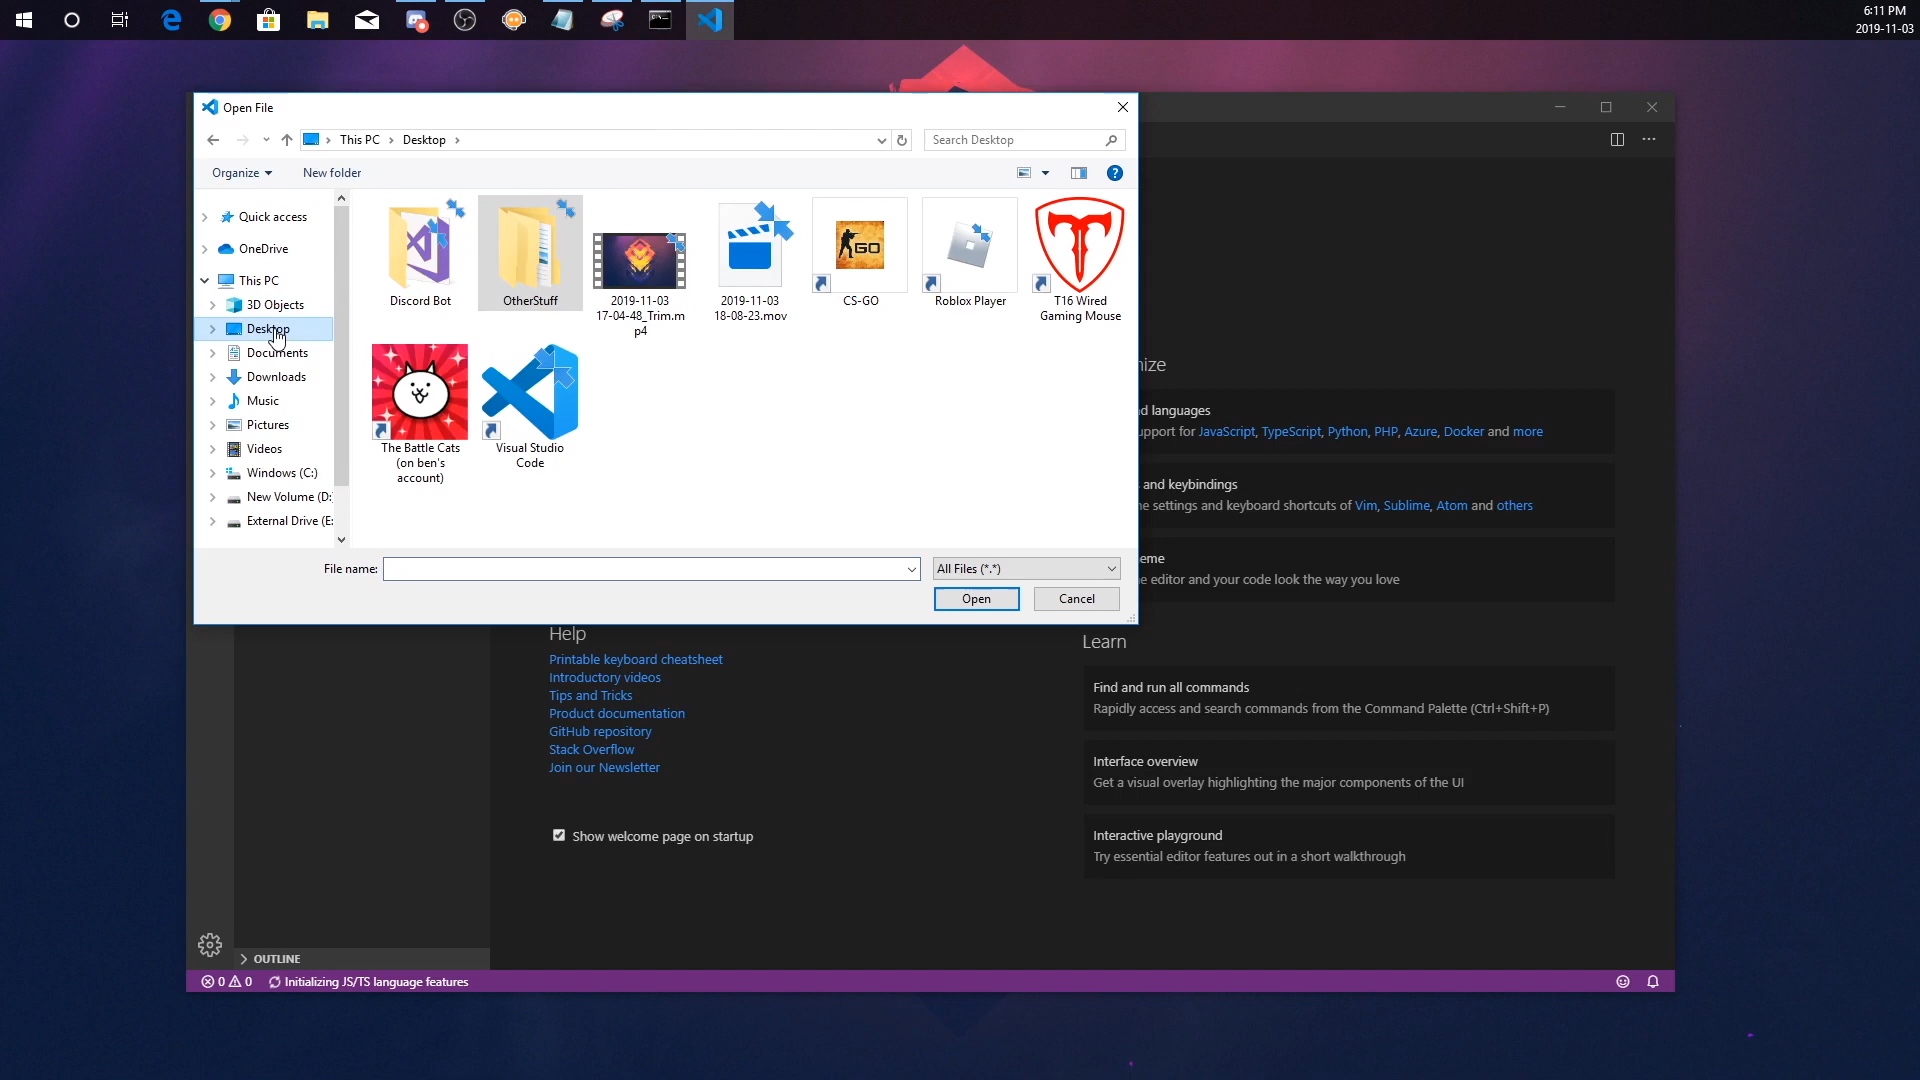 6:11 PM
2019-11-03
Open File
This PC > Desktop >
Search Desktop
Organize
New folder
Quick access
OneDrive
This PC
3D Objects
Desktop
Documents
Downloads
Music
Pictures
Videos
Windows (C:)
New Volume (D:
External Drive (E:
Discord Bot
OtherStuff
2019-11-03
17-04-48_Trim.m
p4
2019-11-03
18-08-23.mov
GO
CS-GO
Roblox Player
T16 Wired
Gaming Mouse
The Battle Cats
(on ben's
account)
Visual Studio
Code
File name:
All Files (*.*)
Open
Cancel
ize
d languages
upport for JavaScript, TypeScript, Python, PHP, Azure, Docker and more
and keybindings
e settings and keyboard shortcuts of Vim, Sublime, Atom and others
eme
e editor and your code look the way you love
Help
Printable keyboard cheatsheet
Introductory videos
Tips and Tricks
Product documentation
GitHub repository
Stack Overflow
Join our Newsletter
Show welcome page on startup
Learn
Find and run all commands
Rapidly access and search commands from the Command Palette (Ctrl+Shift+P)
Interface overview
Get a visual overlay highlighting the major components of the UI
Interactive playground
Try essential editor features out in a short walkthrough
OUTLINE
0 0 Initializing JS/TS language features